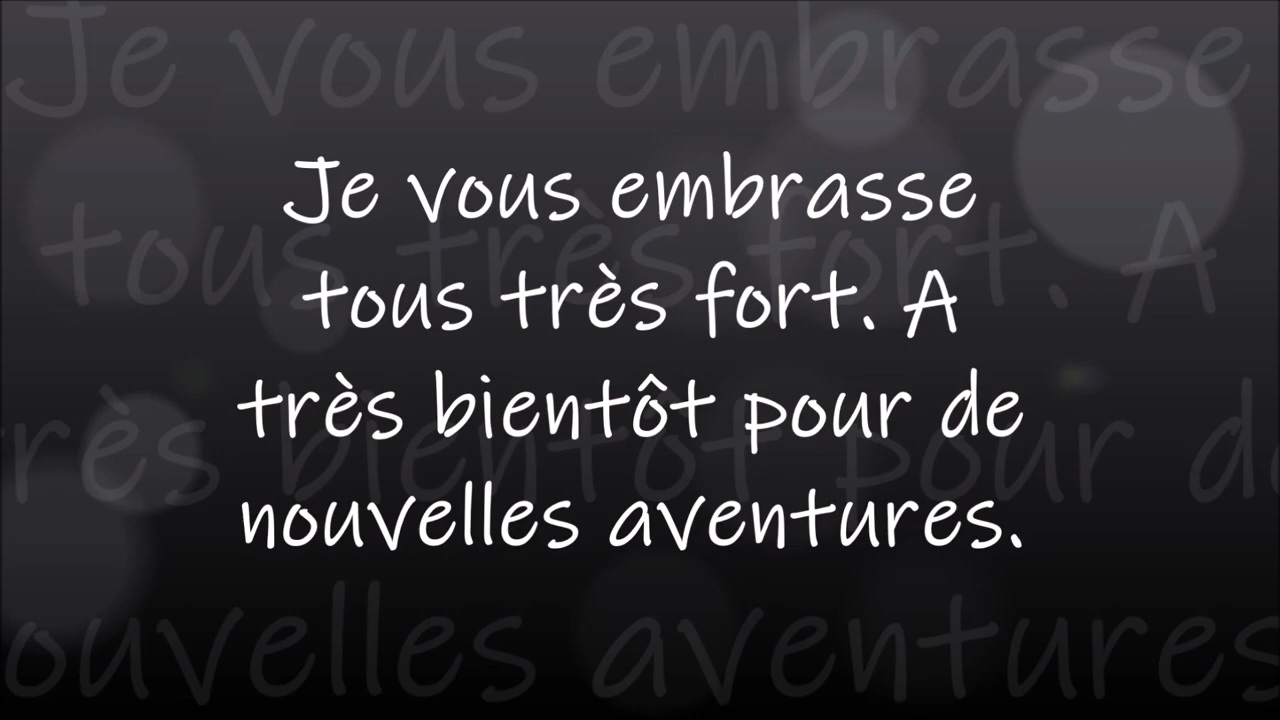 Je vous embrasse
tous très fort. A
très bientôt pour de
nouvelles aventures.